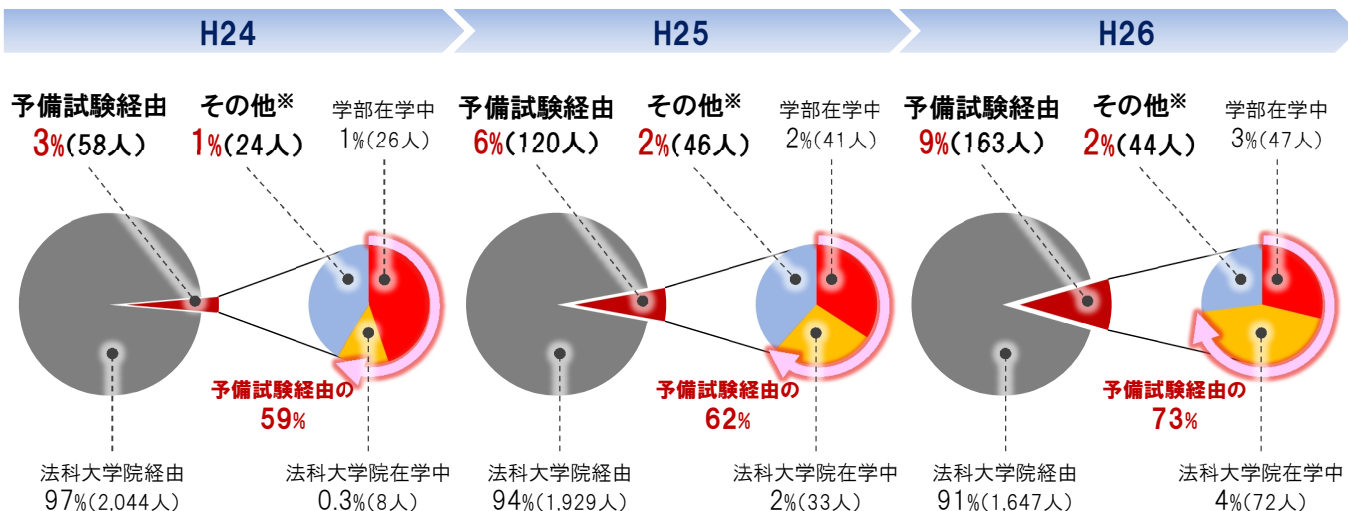 H24
予備試験経由
3%(58人)
その他※
1%(24人)
学部在学中
1%(26人)
予備試験経由の
59%
法科大学院経由
97%(2,044人)
法科大学院在学中
0.3%(8人)
H25
予備試験経由
6%(120人)
その他※
2%(46人)
学部在学中
2%(41人)
予備試験経由の
62%
法科大学院経由
94%(1,929人)
法科大学院在学中
2%(33人)
H26
予備試験経由
9%(163人)
その他※
2%(44人)
学部在学中
3%(47人)
予備試験経由の
73%
法科大学院経由
91%(1,647人)
法科大学院在学中
4%(72人)